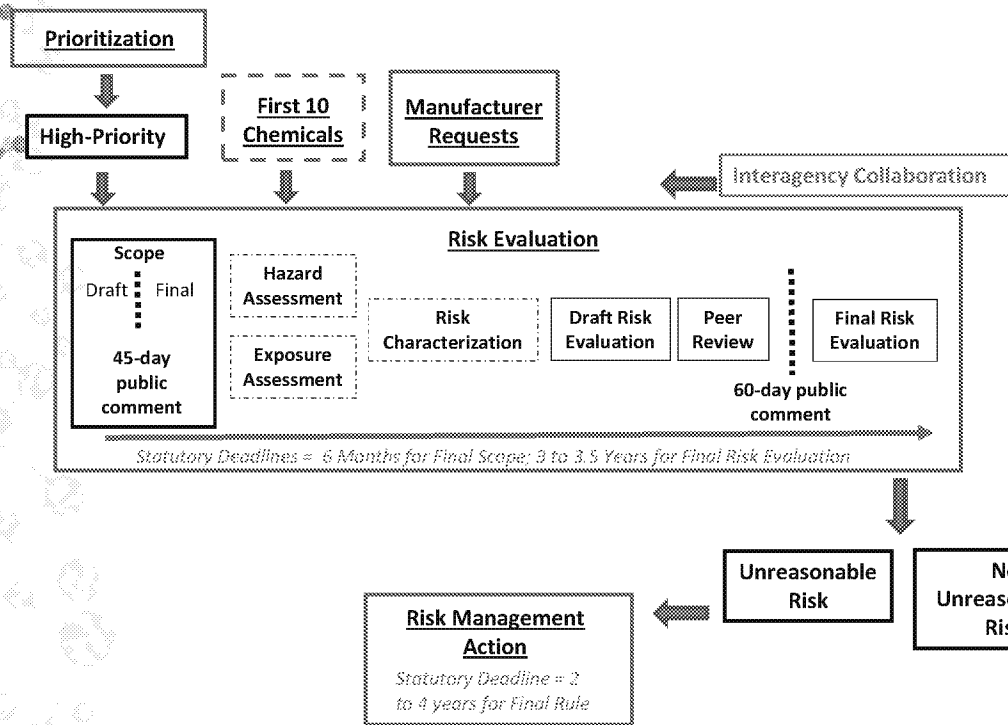 Prioritization
High-Priority
First 10
Chemicals
Manufacturer
Requests
Interagency Collaboration
Risk Evaluation
Scope
Draft
Final
45-day
public
comment
Hazard
Assessment
Exposure
Assessment
Risk
Characterization
Draft Risk
Evaluation
Peer
Review
60-day public
comment
Final Risk
Evaluation
Statutory Deadlines = 6 Months for Final Scope; 3 to 3.5 Years for Final Risk Evaluation
Unreasonable
Risk
Risk Management
Action
Statutory Deadline = 2
to 4 years for Final Rule